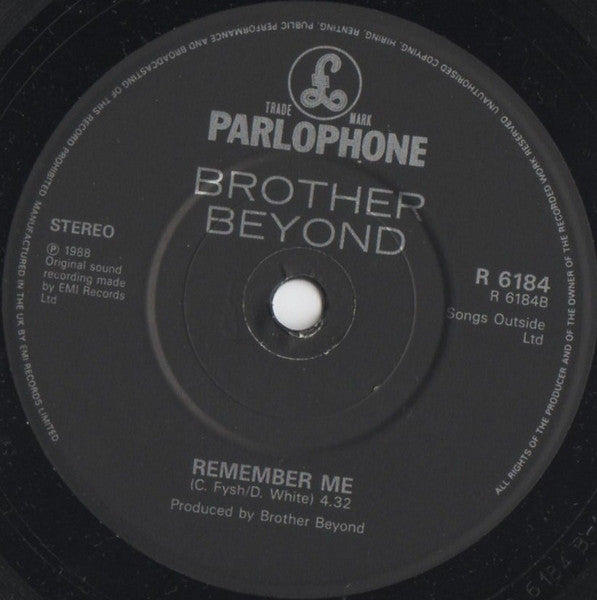 ALL RIGHTS OF THE PRODUCER AND OF THE OWNER OF THE RECORDED WORK RESERVED. UNAUTHORISED COPYING, HIRING, RENTING, PUBLIC PERFORMANCE AND BROADCASTING OF THIS RECORD PROHIBITED MANUFACTURED IN THE UK BY EMI RECORDS LIMITED
£
TRADE MARK
PARLOPHONE
BROTHER
BEYOND
STEREO
℗ 1988
Original sound
recording made
by EMI Records
Ltd
R 6184
R 6184B
Songs Outside
Ltd
REMEMBER ME
(C. Fysh/D. White) 4.32
Produced by Brother Beyond